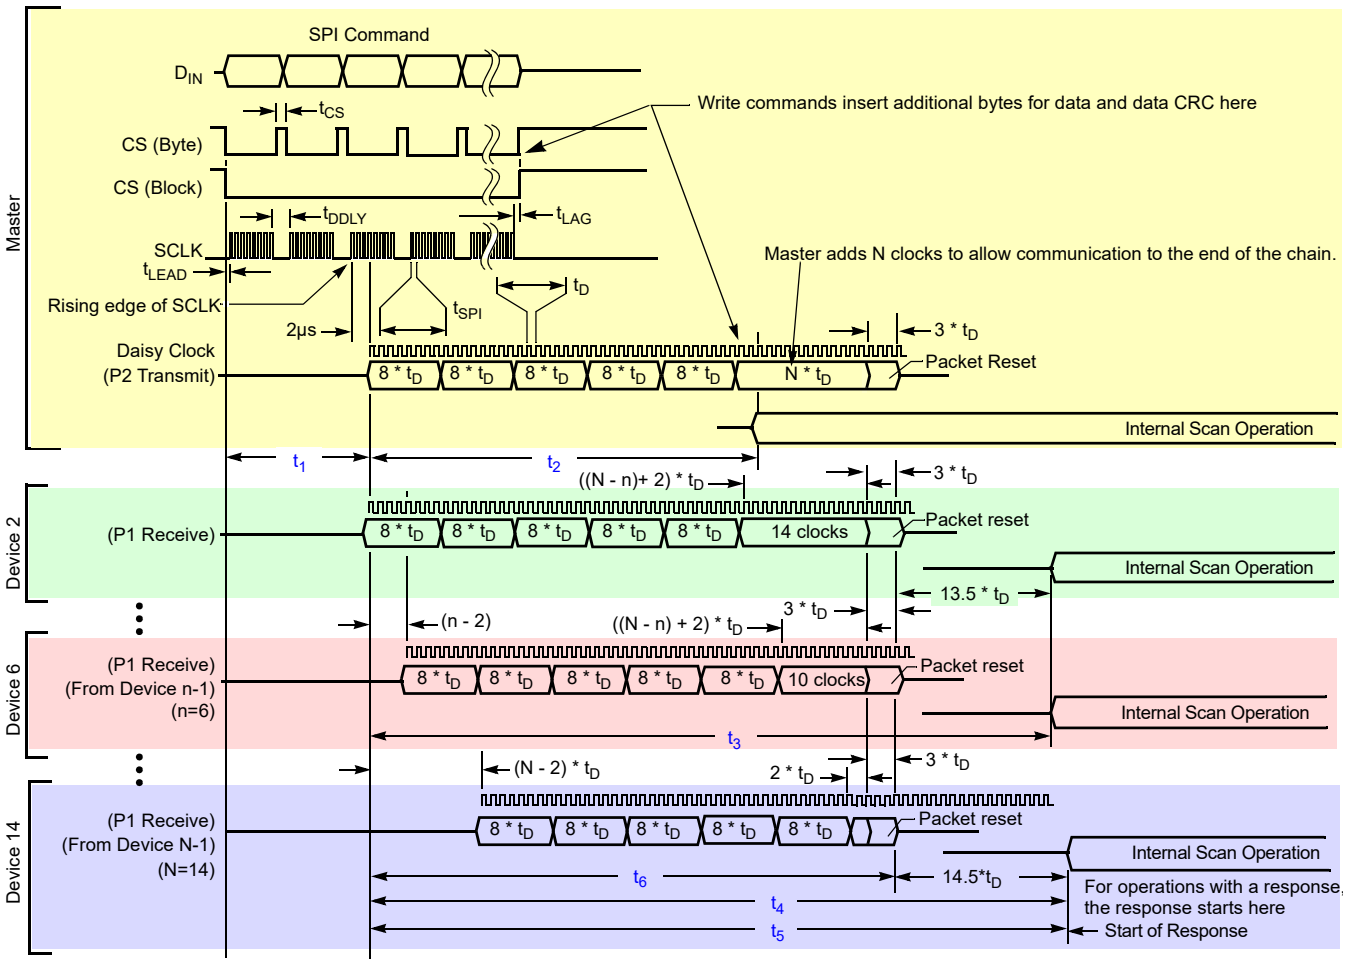 SPI Command
DIN
tCS
Write commands insert additional bytes for data and data CRC here
CS (Byte)
CS (Block)
tDDLY
tLAG
SCLK
Master adds N clocks to allow communication to the end of the chain.
tLEAD
tD
Rising edge of SCLK
tSPI
2µs
3 * tD
Daisy Clock
(P2 Transmit)
8 * tD
8 * tD
8 * tD
8 * tD
8 * tD
N * tD
Packet Reset
Internal Scan Operation
Master
t1
t2
((N - n)+ 2) * tD
3 * tD
Device 2
(P1 Receive)
8 * tD
8 * tD
8 * tD
8 * tD
8 * tD
14 clocks
Packet reset
Internal Scan Operation
13.5 * tD
3 * tD
(n - 2)
((N - n) + 2) * tD
Device 6
(P1 Receive)
(From Device n-1)
(n=6)
8 * tD
8 * tD
8 * tD
8 * tD
8 * tD
10 clocks
Packet reset
Internal Scan Operation
t3
(N - 2) * tD
2 * tD
3 * tD
Device 14
(P1 Receive)
(From Device N-1)
(N=14)
8 * tD
8 * tD
8 * tD
8 * tD
8 * tD
Packet reset
Internal Scan Operation
t6
14.5*tD
For operations with a response,
the response starts here
t4
t5
Start of Response